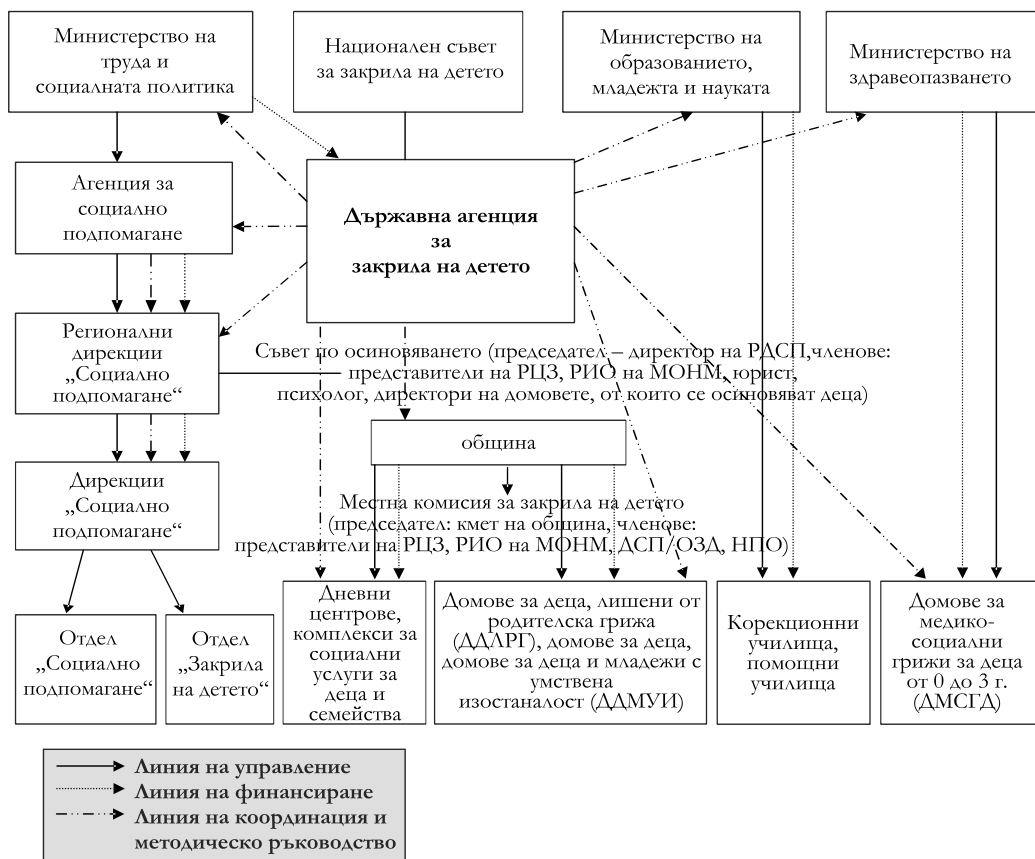 Министерство на
труда и
социалната политика
Национален съвет
за закрила на детето
Министерство на
образованието,
младежта и науката
Министерство на
здравеопазването
Агенция за
социално
подпомагане
Държавна агенция
за
закрила на детето
Регионални
дирекции
„Социално
подпомагане“
Съвет по осиновяването (председател – директор на РДСП,членове:
представители на РЦЗ, РИО на МОНМ, юрист,
психолог, директори на домовете, от които се осиновяват деца)
община
Дирекции
„Социално
подпомагане“
Местна комисия за закрила на детето
(председател: кмет на община, членове:
представители на РЦЗ, РИО на МОНМ, ДСП/ОЗД, НПО)
Отдел
„Социално
подпомагане“
Отдел
„Закрила
на детето“
Дневни
центрове,
комплекси за
социални
услуги за
деца и
семейства
Домове за деца, лишени от
родителска грижа
(ДДЛРГ), домове за деца,
домове за деца и младежи с
умствена
изостаналост (ДДМУИ)
Корекционни
училища,
помощни
училища
Домове за
медико-
социални
грижи за деца
от 0 до 3 г.
(ДМСГД)
Линия на управление
Линия на финансиране
Линия на координация и
методическо ръководство